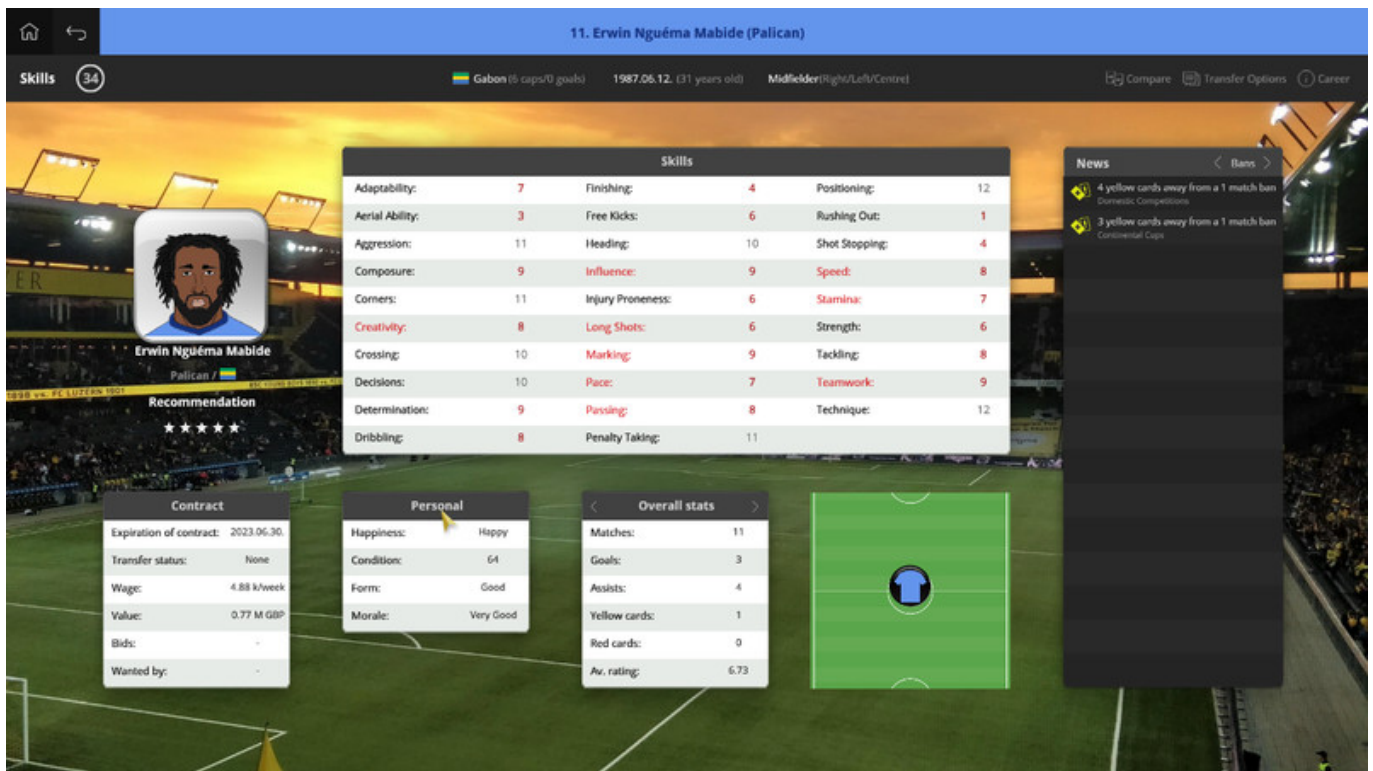 11. Erwin Nguéma Mabide (Palican)
Skills 34 Gabon (6 caps/0 goals) 1987.06.12. (31 years old) Midfielder(Right/Left/Centre) Compare Transfer Options Career
Skills
Adaptability: 7 Finishing: 4 Positioning: 12
Aerial Ability: 3 Free Kicks: 6 Rushing Out: 1
Aggression: 11 Heading: 10 Shot Stopping: 4
Composure: 9 Influence: 9 Speed: 8
Corners: 11 Injury Proneness: 6 Stamina: 7
Creativity: 8 Long Shots: 6 Strength: 6
Crossing: 10 Marking: 9 Tackling: 8
Decisions: 10 Pace: 7 Teamwork: 9
Determination: 9 Passing: 8 Technique: 12
Dribbling: 8 Penalty Taking: 11
News < Bans >
4 yellow cards away from a 1 match ban
Domestic Competitions
3 yellow cards away from a 1 match ban
Continental Cups
Erwin Nguéma Mabide
Palican /
Recommendation
Contract
Expiration of contract: 2023.06.30.
Transfer status: None
Wage: 4.88 k/week
Value: 0.77 M GBP
Bids: -
Wanted by: -
Personal
Happiness: Happy
Condition: 64
Form: Good
Morale: Very Good
< Overall stats >
Matches: 11
Goals: 3
Assists: 4
Yellow cards: 1
Red cards: 0
Av. rating: 6.73